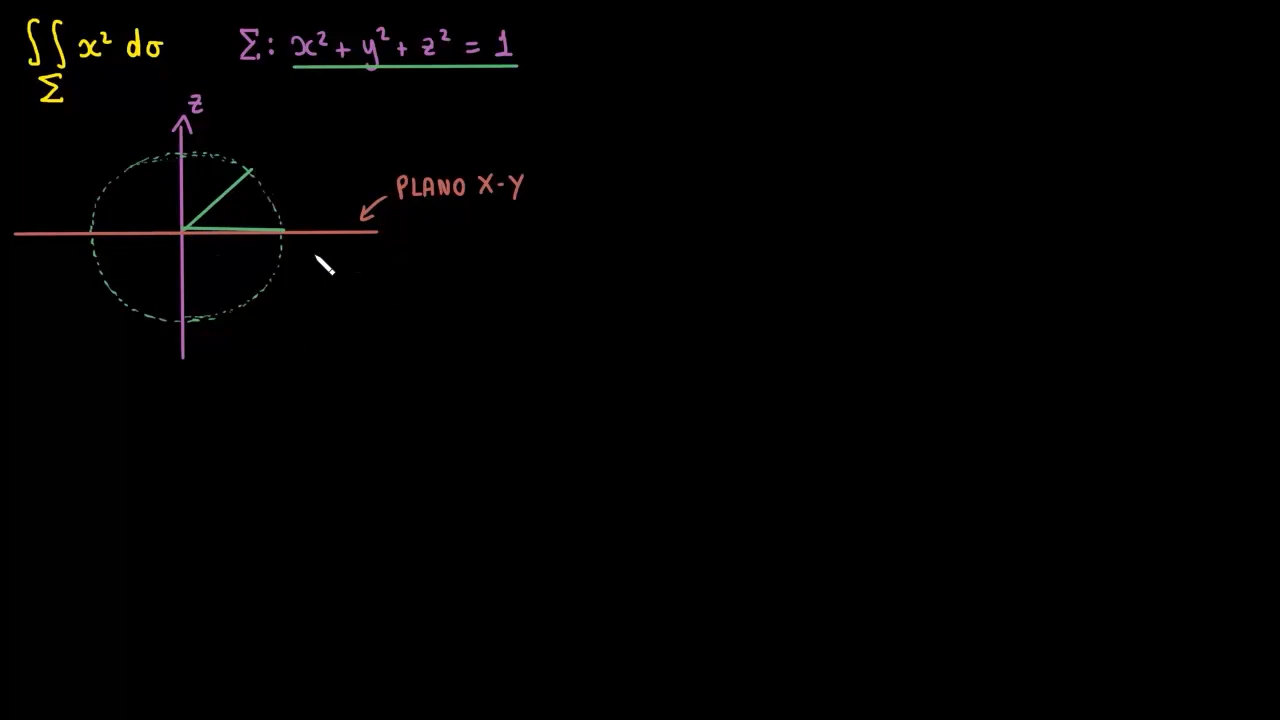 ∬ x² dσ Σ: x² + y² + z² = 1
Σ
z
PLANO X-Y